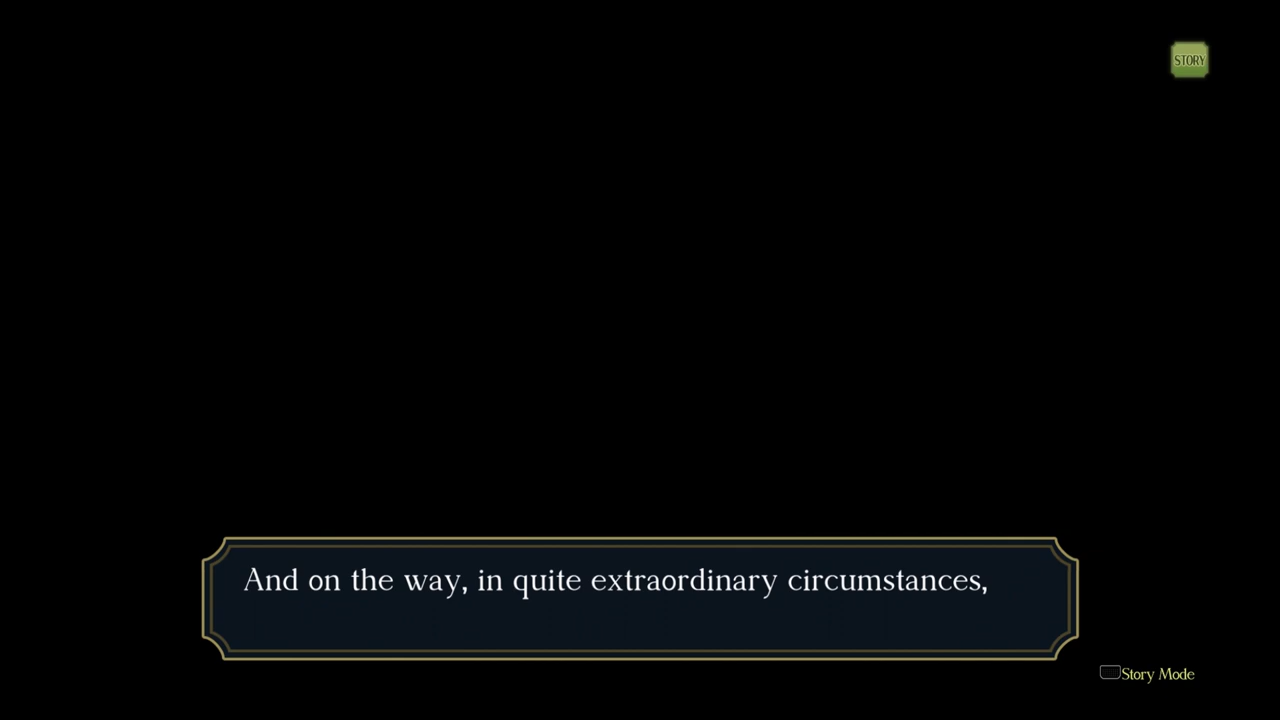 STORY
And on the way, in quite extraordinary circumstances,
Story Mode